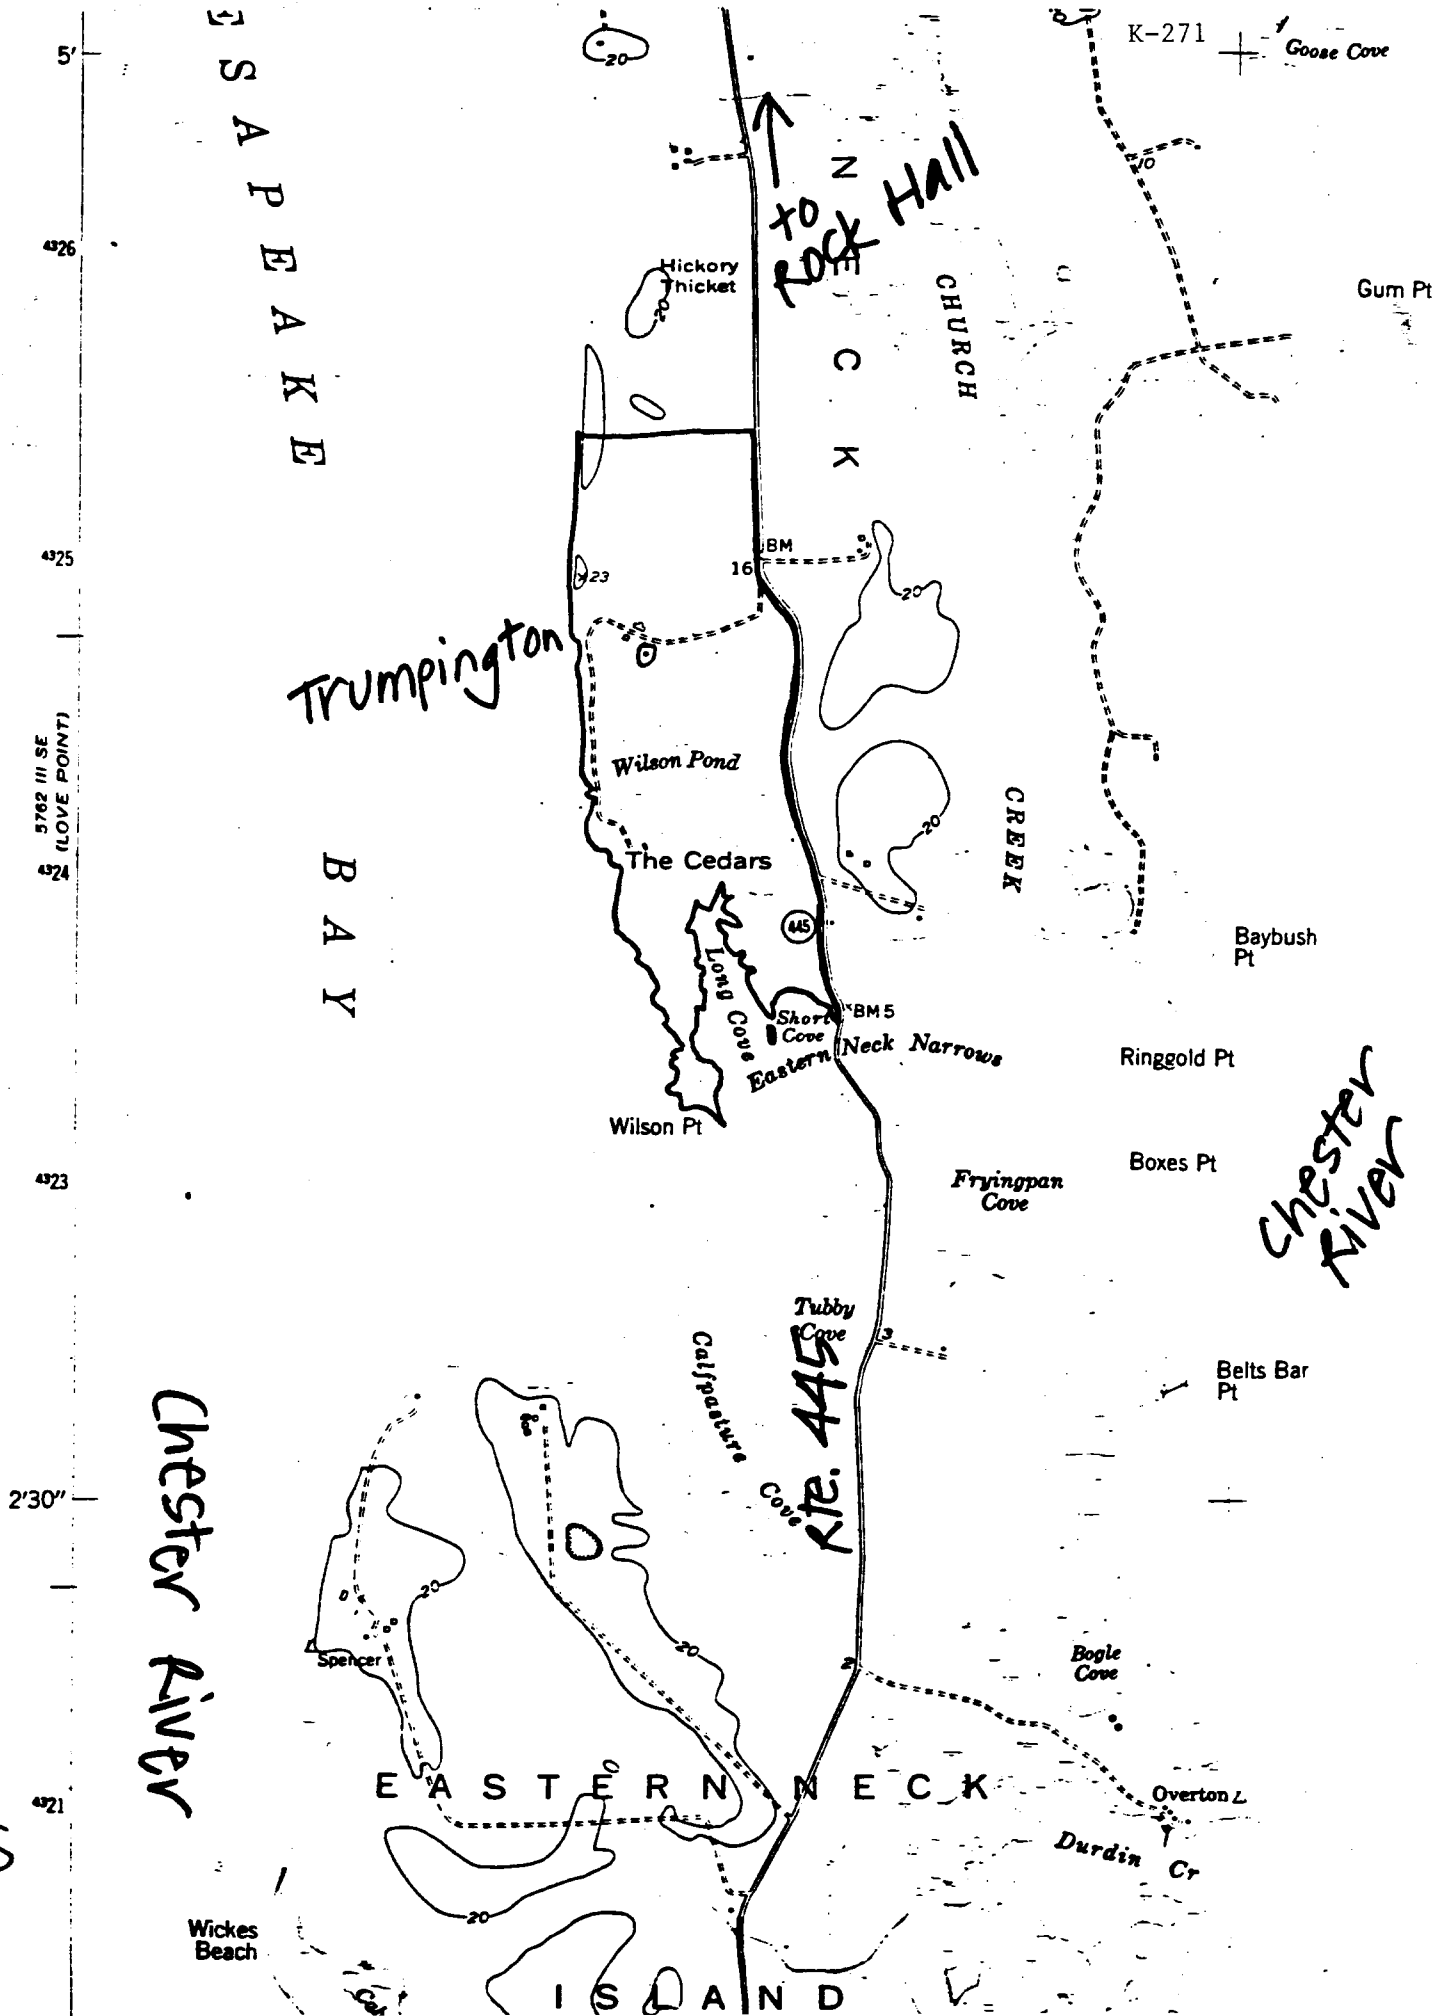 K-271
Goose Cove
5'
20
ESAPEAKE
BAY
10
to
Rock Hall
NECK
4326
Hickory
Thicket
20
CHURCH
CREEK
Gum Pt
4325
BM
16
23
20
Trumpington
5762 III SE
(LOVE POINT)
Wilson Pond
20
4324
The Cedars
445
Long Cove
Baybush
Pt
BM 5
Short
Cove
Eastern Neck Narrows
Ringgold Pt
Chester
River
Wilson Pt
Boxes Pt
4323
Fryingpan
Cove
Tubby
Cove
3
Calfpasture
Cove
Rte. 445
Belts Bar
Pt
Chester River
2'30"
20
20
Spencer
2
Bogle
Cove
EASTERN NECK
4321
Overton
Durdin Cr
20
Wickes
Beach
ISLAND